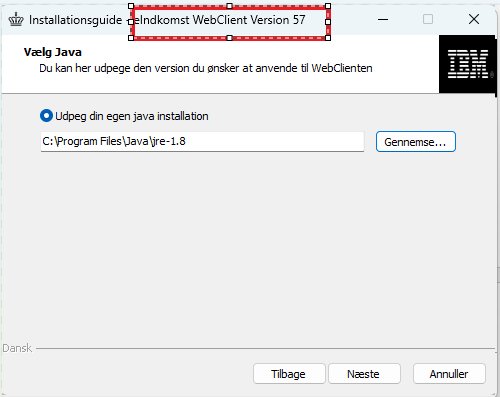 Installationsguide - eIndkomst WebClient Version 57
Vælg Java
Du kan her udpege den version du ønsker at anvende til WebClienten
IBM
Udpeg din egen java installation
C:\Program Files\Java\jre-1.8
Gennemse...
Dansk
Tilbage
Næste
Annuller